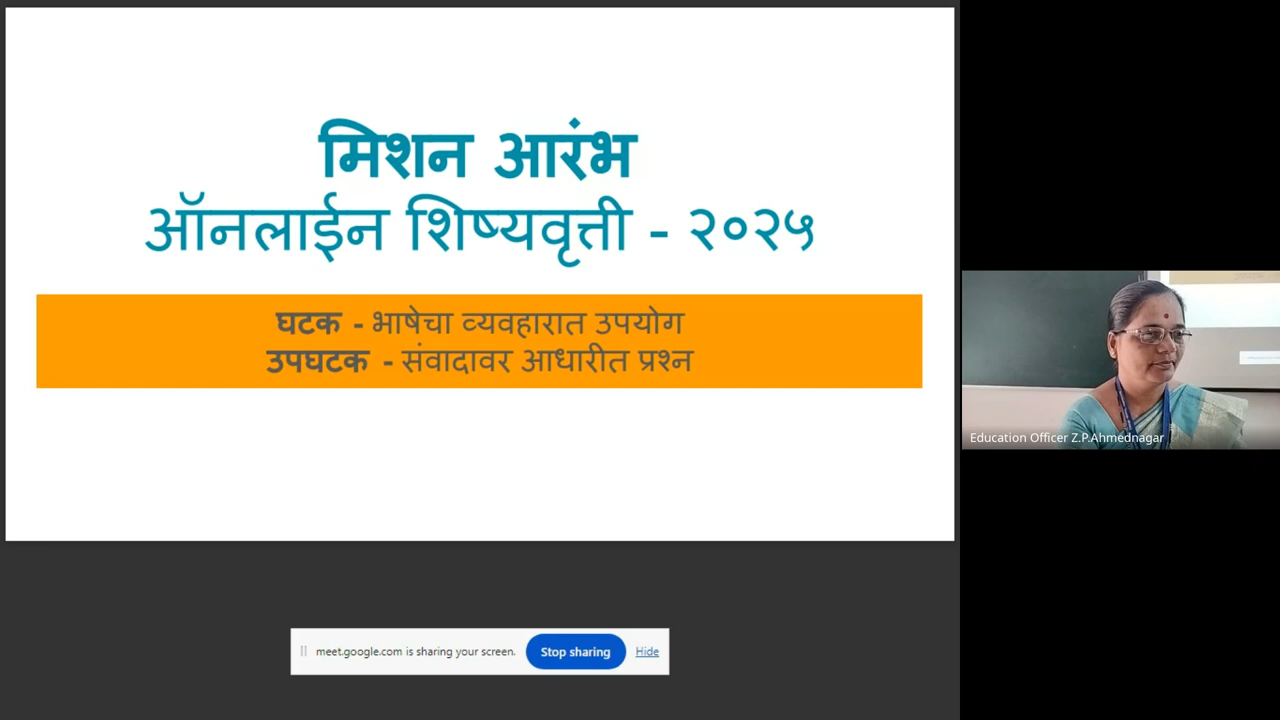 मिशन आरंभ
ऑनलाईन शिष्यवृत्ती - २०२५
घटक - भाषेचा व्यवहारात उपयोग
उपघटक - संवादावर आधारीत प्रश्न
Education Officer Z.P.Ahmednagar
meet.google.com is sharing your screen.
Stop sharing
Hide